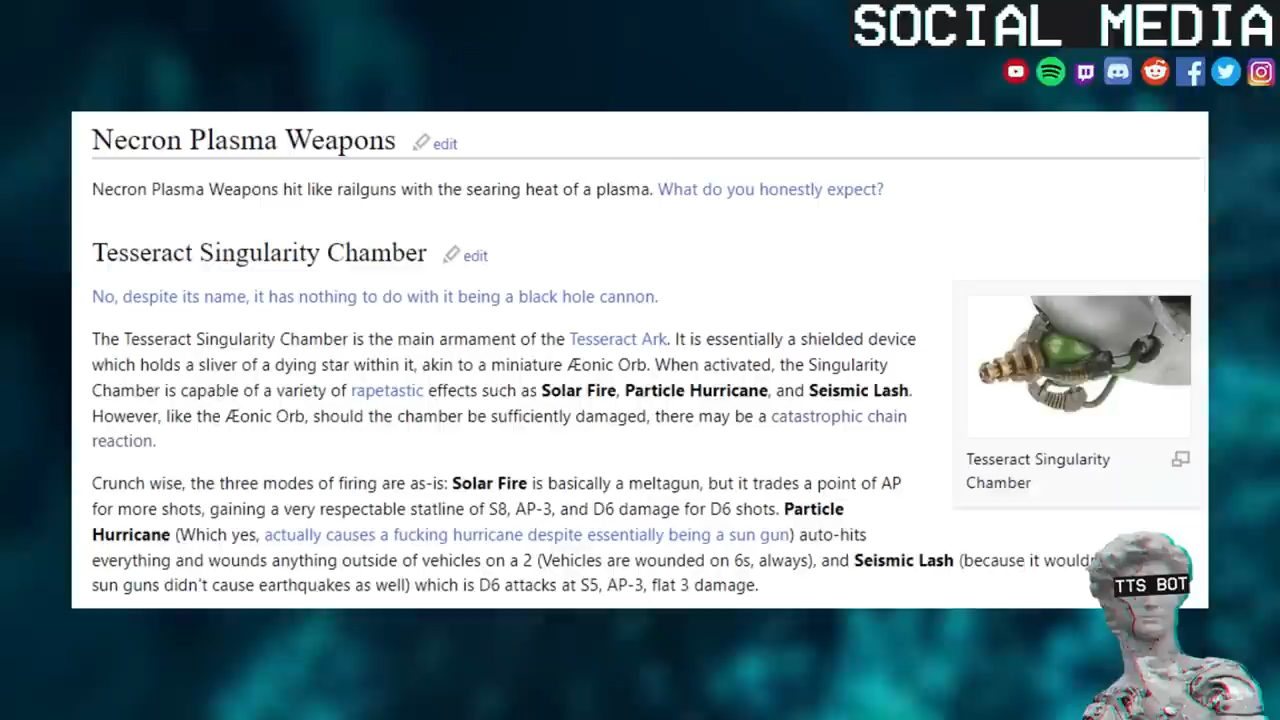 SOCIAL MEDIA
Necron Plasma Weapons edit
Necron Plasma Weapons hit like railguns with the searing heat of a plasma. What do you honestly expect?
Tesseract Singularity Chamber edit
No, despite its name, it has nothing to do with it being a black hole cannon.
The Tesseract Singularity Chamber is the main armament of the Tesseract Ark. It is essentially a shielded device
which holds a sliver of a dying star within it, akin to a miniature Æonic Orb. When activated, the Singularity
Chamber is capable of a variety of rapetastic effects such as Solar Fire, Particle Hurricane, and Seismic Lash.
However, like the Æonic Orb, should the chamber be sufficiently damaged, there may be a catastrophic chain
reaction.
Tesseract Singularity
Chamber
Crunch wise, the three modes of firing are as-is: Solar Fire is basically a meltagun, but it trades a point of AP
for more shots, gaining a very respectable statline of S8, AP-3, and D6 damage for D6 shots. Particle
Hurricane (Which yes, actually causes a fucking hurricane despite essentially being a sun gun) auto-hits
everything and wounds anything outside of vehicles on a 2 (Vehicles are wounded on 6s, always), and Seismic Lash (because it would
sun guns didn't cause earthquakes as well) which is D6 attacks at S5, AP-3, flat 3 damage.
TTS BOT